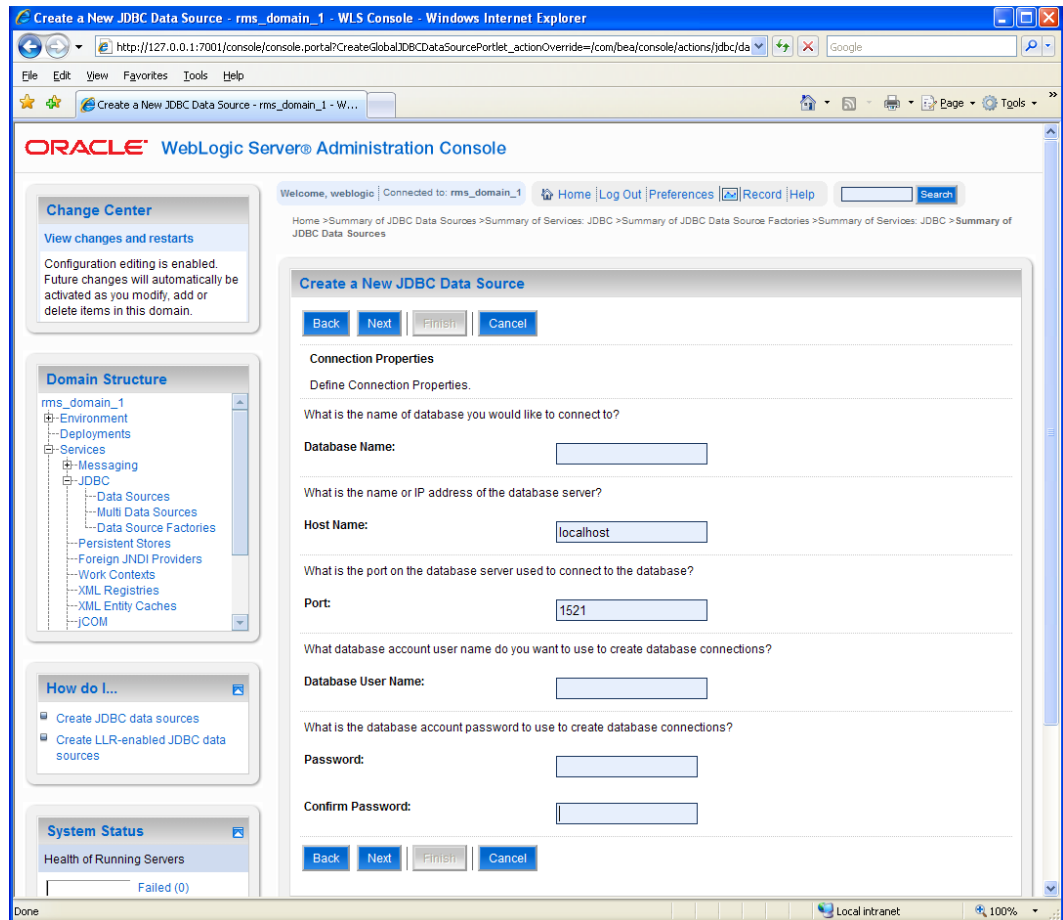 Create a New JDBC Data Source - rms_domain_1 - WLS Console - Windows Internet Explorer
http://127.0.0.1:7001/console/console.portal?CreateGlobalJDBCDataSourcePortlet_actionOverride=/com/bea/console/actions/jdbc/da
Google
File Edit View Favorites Tools Help
Create a New JDBC Data Source - rms_domain_1 - W...
Page Tools »
ORACLE WebLogic Server® Administration Console
Change Center
View changes and restarts
Configuration editing is enabled.
Future changes will automatically be
activated as you modify, add or
delete items in this domain.
Domain Structure
rms_domain_1
Environment
Deployments
Services
Messaging
JDBC
Data Sources
Multi Data Sources
Data Source Factories
Persistent Stores
Foreign JNDI Providers
Work Contexts
XML Registries
XML Entity Caches
jCOM
How do I...
Create JDBC data sources
Create LLR-enabled JDBC data
sources
System Status
Health of Running Servers
Failed (0)
Welcome, weblogic Connected to: rms_domain_1 Home Log Out Preferences Record Help Search
Home >Summary of JDBC Data Sources >Summary of Services: JDBC >Summary of JDBC Data Source Factories >Summary of Services: JDBC >Summary of
JDBC Data Sources
Create a New JDBC Data Source
Back Next Finish Cancel
Connection Properties
Define Connection Properties.
What is the name of database you would like to connect to?
Database Name:
What is the name or IP address of the database server?
Host Name: localhost
What is the port on the database server used to connect to the database?
Port: 1521
What database account user name do you want to use to create database connections?
Database User Name:
What is the database account password to use to create database connections?
Password:
Confirm Password:
Back Next Finish Cancel
Done Local intranet 100%